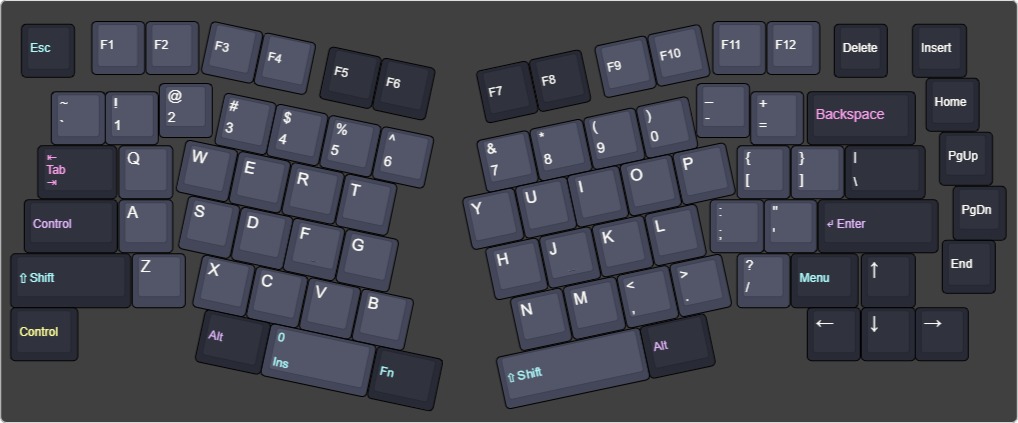 Esc F1 F2 F3 F4 F5 F6 F7 F8 F9 F10 F11 F12 Delete Insert
~ ! @ # $ % ^ & * ( ) _ + Backspace Home
` 1 2 3 4 5 6 7 8 9 0 - =
⇤ Tab ⇥ Q W E R T Y U I O P { } | PgUp
[ ] \
Control A S D F G H J K L : " ↵ Enter PgDn
; '
⇧ Shift Z X C V B N M < > ? Menu ↑ End
, . /
Control Alt 0 Fn ⇧ Shift Alt ← ↓ →
Ins